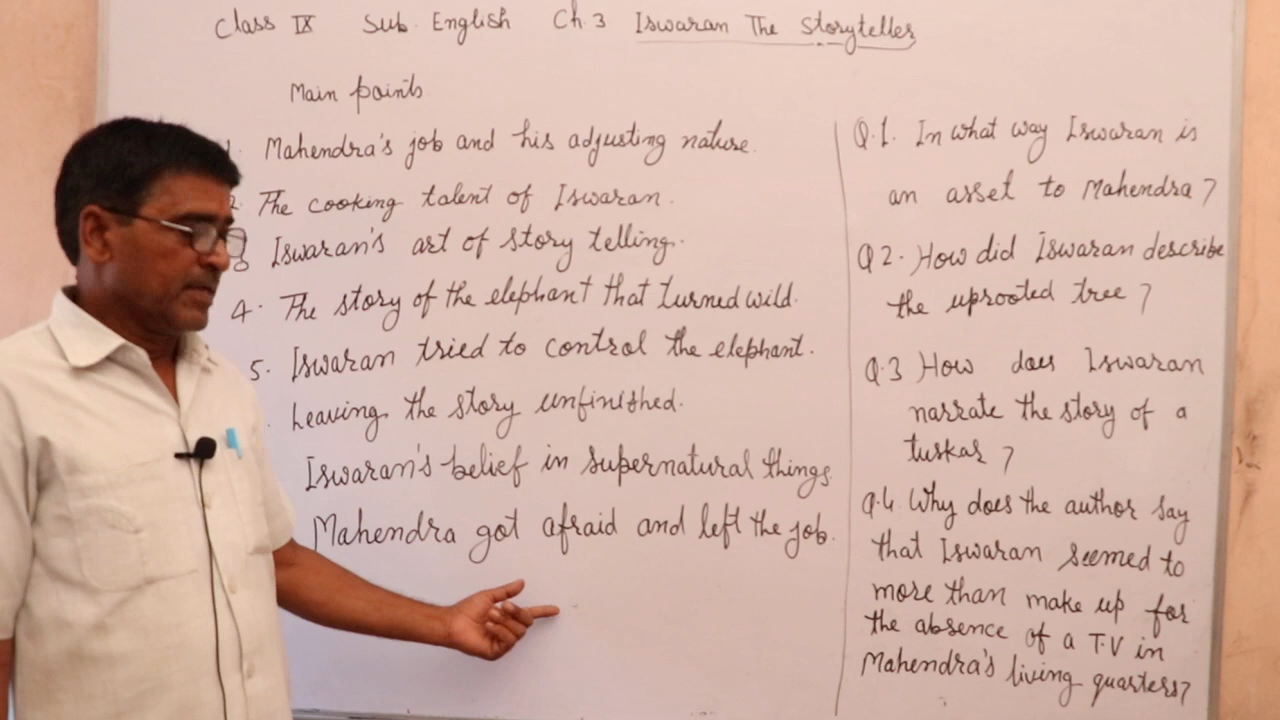 Class IX Sub. English Ch. 3 Iswaran The Storyteller
Main points
1. Mahendra's job and his adjusting nature.
2. The cooking talent of Iswaran.
Iswaran's art of story telling.
4. The story of the elephant that turned wild.
5. Iswaran tried to control the elephant.
Leaving the story unfinished.
Iswaran's belief in supernatural things.
Mahendra got afraid and left the job.
Q.1. In what way Iswaran is
an asset to Mahendra?
Q 2. How did Iswaran describe
the uprooted tree?
Q.3 How does Iswaran
narrate the story of a
tuskar?
Q.4. Why does the author say
that Iswaran seemed to
more than make up for
the absence of a T.V in
Mahendra's living quarters?